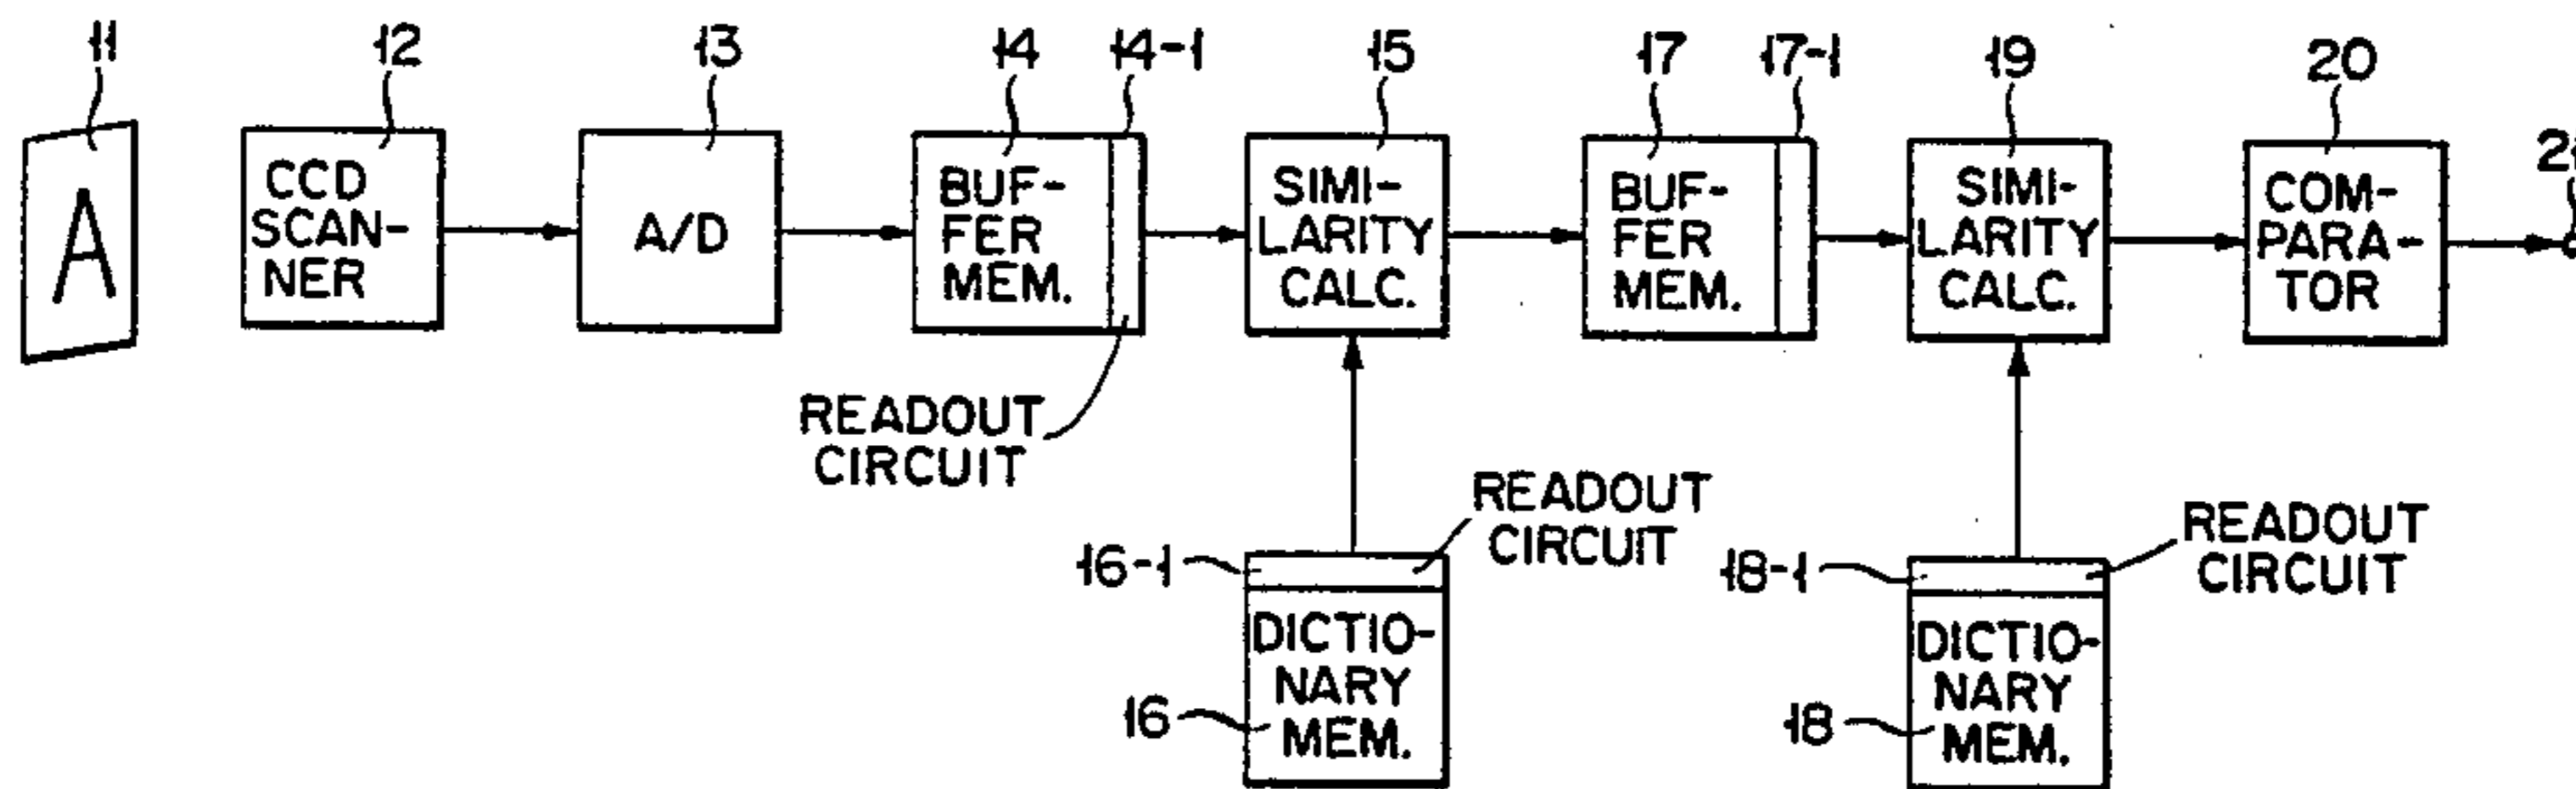 11
12
13
14
14-1
15
17
17-1
19
20
A
CCD
SCAN-
NER
A/D
BUF-
FER
MEM.
SIMI-
LARITY
CALC.
BUF-
FER
MEM.
SIMI-
LARITY
CALC.
COM-
PARA-
TOR
READOUT
CIRCUIT
16-1
READOUT
CIRCUIT
DICTIO-
NARY
MEM.
16
18-1
READOUT
CIRCUIT
DICTIO-
NARY
MEM.
18